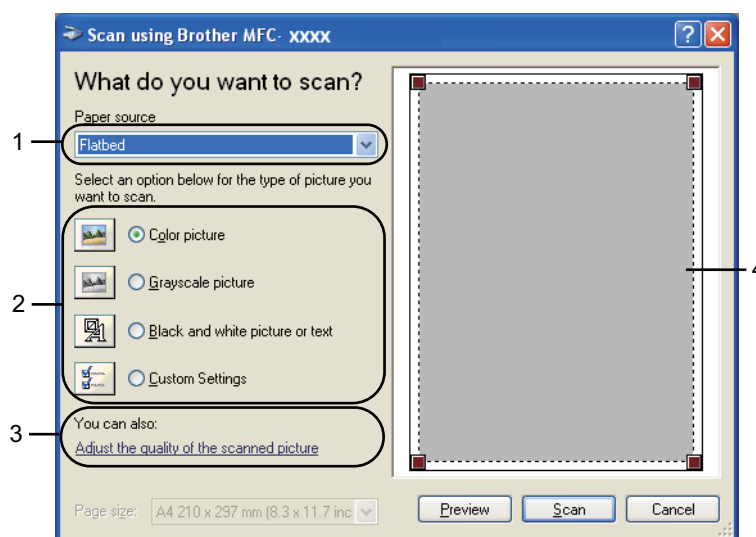 Scan using Brother MFC- XXXX
What do you want to scan?
Paper source
1
Flatbed
Select an option below for the type of picture you
want to scan.
Color picture
Grayscale picture
2
Black and white picture or text
Custom Settings
You can also:
3
Adjust the quality of the scanned picture
4
Page size:
A4 210 x 297 mm (8.3 x 11.7 inc
Preview
Scan
Cancel